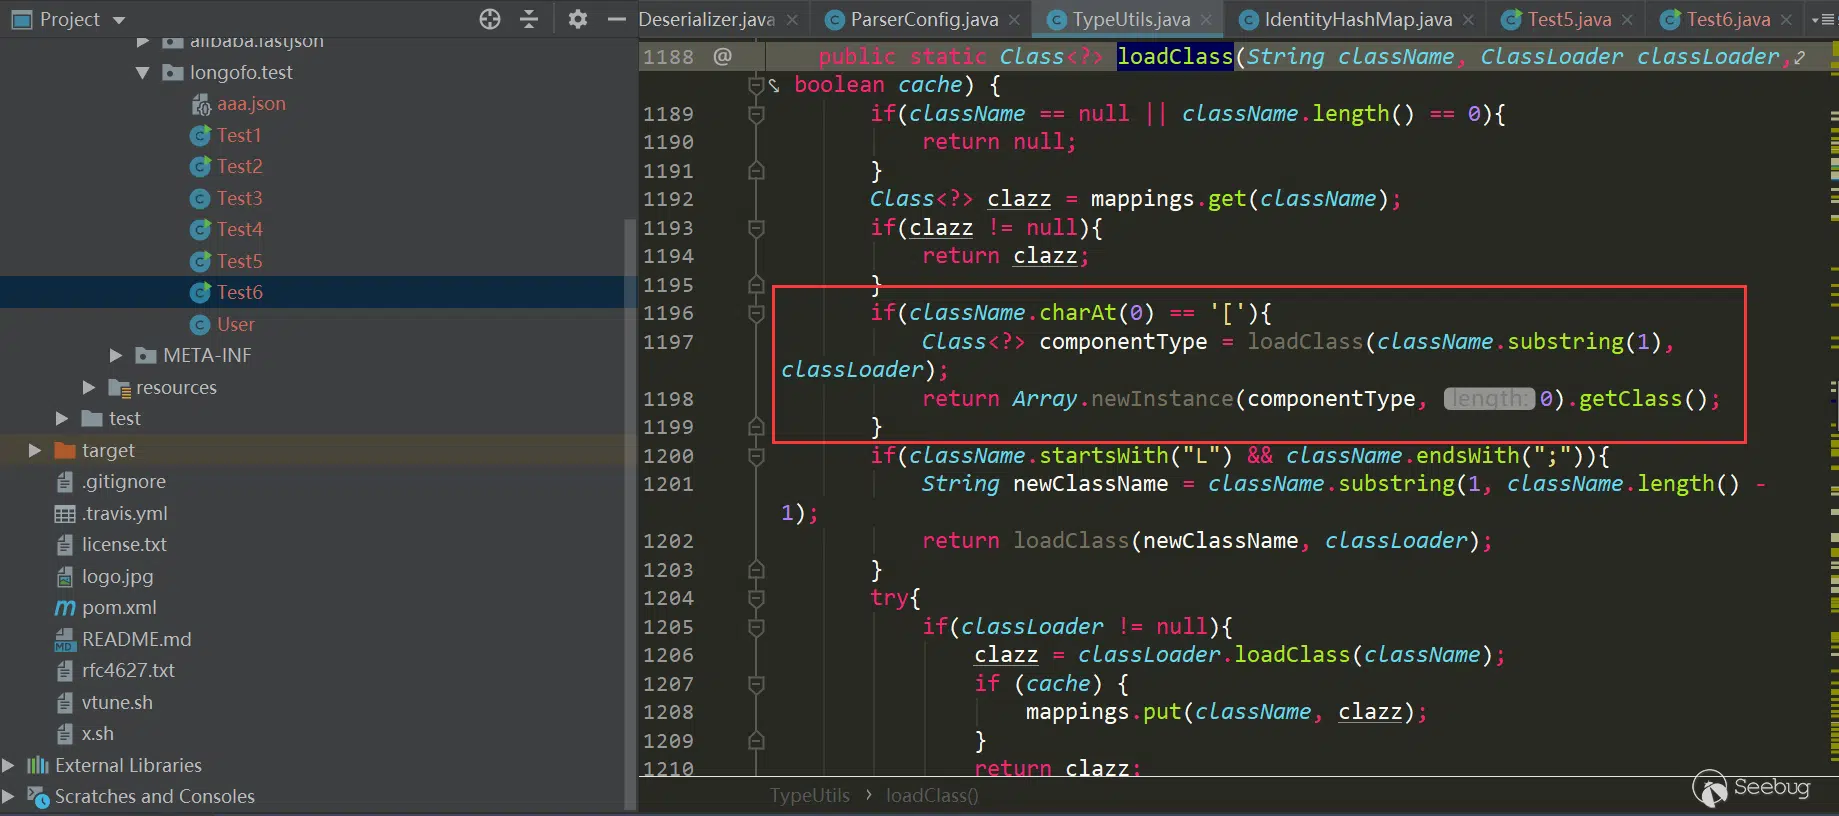 Project
Deserializer.java
ParserConfig.java
TypeUtils.java
IdentityHashMap.java
Test5.java
Test6.java
alibaba.fastjson
longofo.test
aaa.json
Test1
Test2
Test3
Test4
Test5
Test6
User
META-INF
resources
test
target
.gitignore
.travis.yml
license.txt
logo.jpg
pom.xml
README.md
rfc4627.txt
vtune.sh
x.sh
External Libraries
Scratches and Consoles
1188 @ public static Class<?> loadClass(String className, ClassLoader classLoader,
boolean cache) {
1189 if(className == null || className.length() == 0){
1190 return null;
1191 }
1192 Class<?> clazz = mappings.get(className);
1193 if(clazz != null){
1194 return clazz;
1195 }
1196 if(className.charAt(0) == '['){
1197 Class<?> componentType = loadClass(className.substring(1),
classLoader);
1198 return Array.newInstance(componentType, length: 0).getClass();
1199 }
1200 if(className.startsWith("L") && className.endsWith(";")){
1201 String newClassName = className.substring(1, className.length() -
1);
1202 return loadClass(newClassName, classLoader);
1203 }
1204 try{
1205 if(classLoader != null){
1206 clazz = classLoader.loadClass(className);
1207 if (cache) {
1208 mappings.put(className, clazz);
1209 }
1210 return clazz;
TypeUtils › loadClass()
Seebug